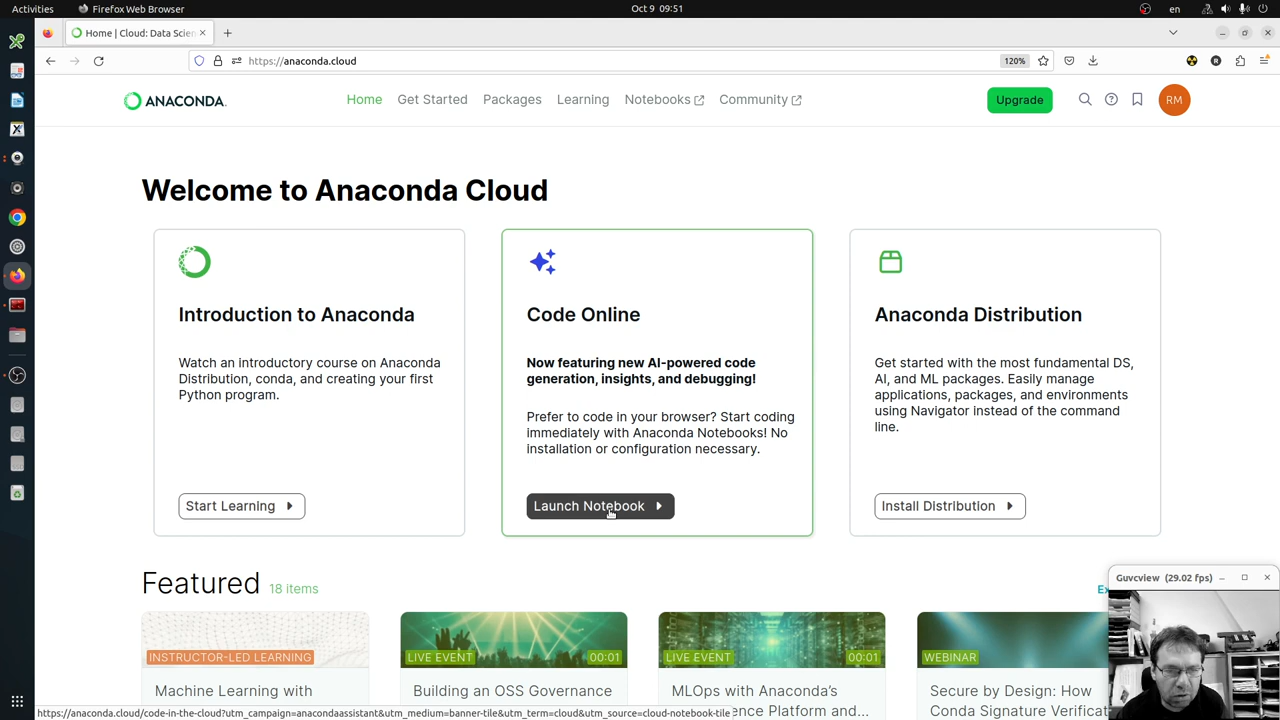 Activities
Firefox Web Browser
Oct 9 09:51
en
Home | Cloud: Data Scien
https://anaconda.cloud
120%
ANACONDA.
Home
Get Started
Packages
Learning
Notebooks
Community
Upgrade
RM
Welcome to Anaconda Cloud
Introduction to Anaconda
Watch an introductory course on Anaconda
Distribution, conda, and creating your first
Python program.
Start Learning
Code Online
Now featuring new AI-powered code
generation, insights, and debugging!
Prefer to code in your browser? Start coding
immediately with Anaconda Notebooks! No
installation or configuration necessary.
Launch Notebook
Anaconda Distribution
Get started with the most fundamental DS,
AI, and ML packages. Easily manage
applications, packages, and environments
using Navigator instead of the command
line.
Install Distribution
Featured 18 items
Ex
Guvcview (29.02 fps)
INSTRUCTOR-LED LEARNING
Machine Learning with
LIVE EVENT
00:01
Building an OSS Governance
LIVE EVENT
00:01
MLOps with Anaconda's
ence Platform and...
WEBINAR
Secure by Design: How
Conda Signature Verificat
https://anaconda.cloud/code-in-the-cloud?utm_campaign=anacondaassistant&utm_medium=banner-tile&utm_term=cloud&utm_source=cloud-notebook-tile